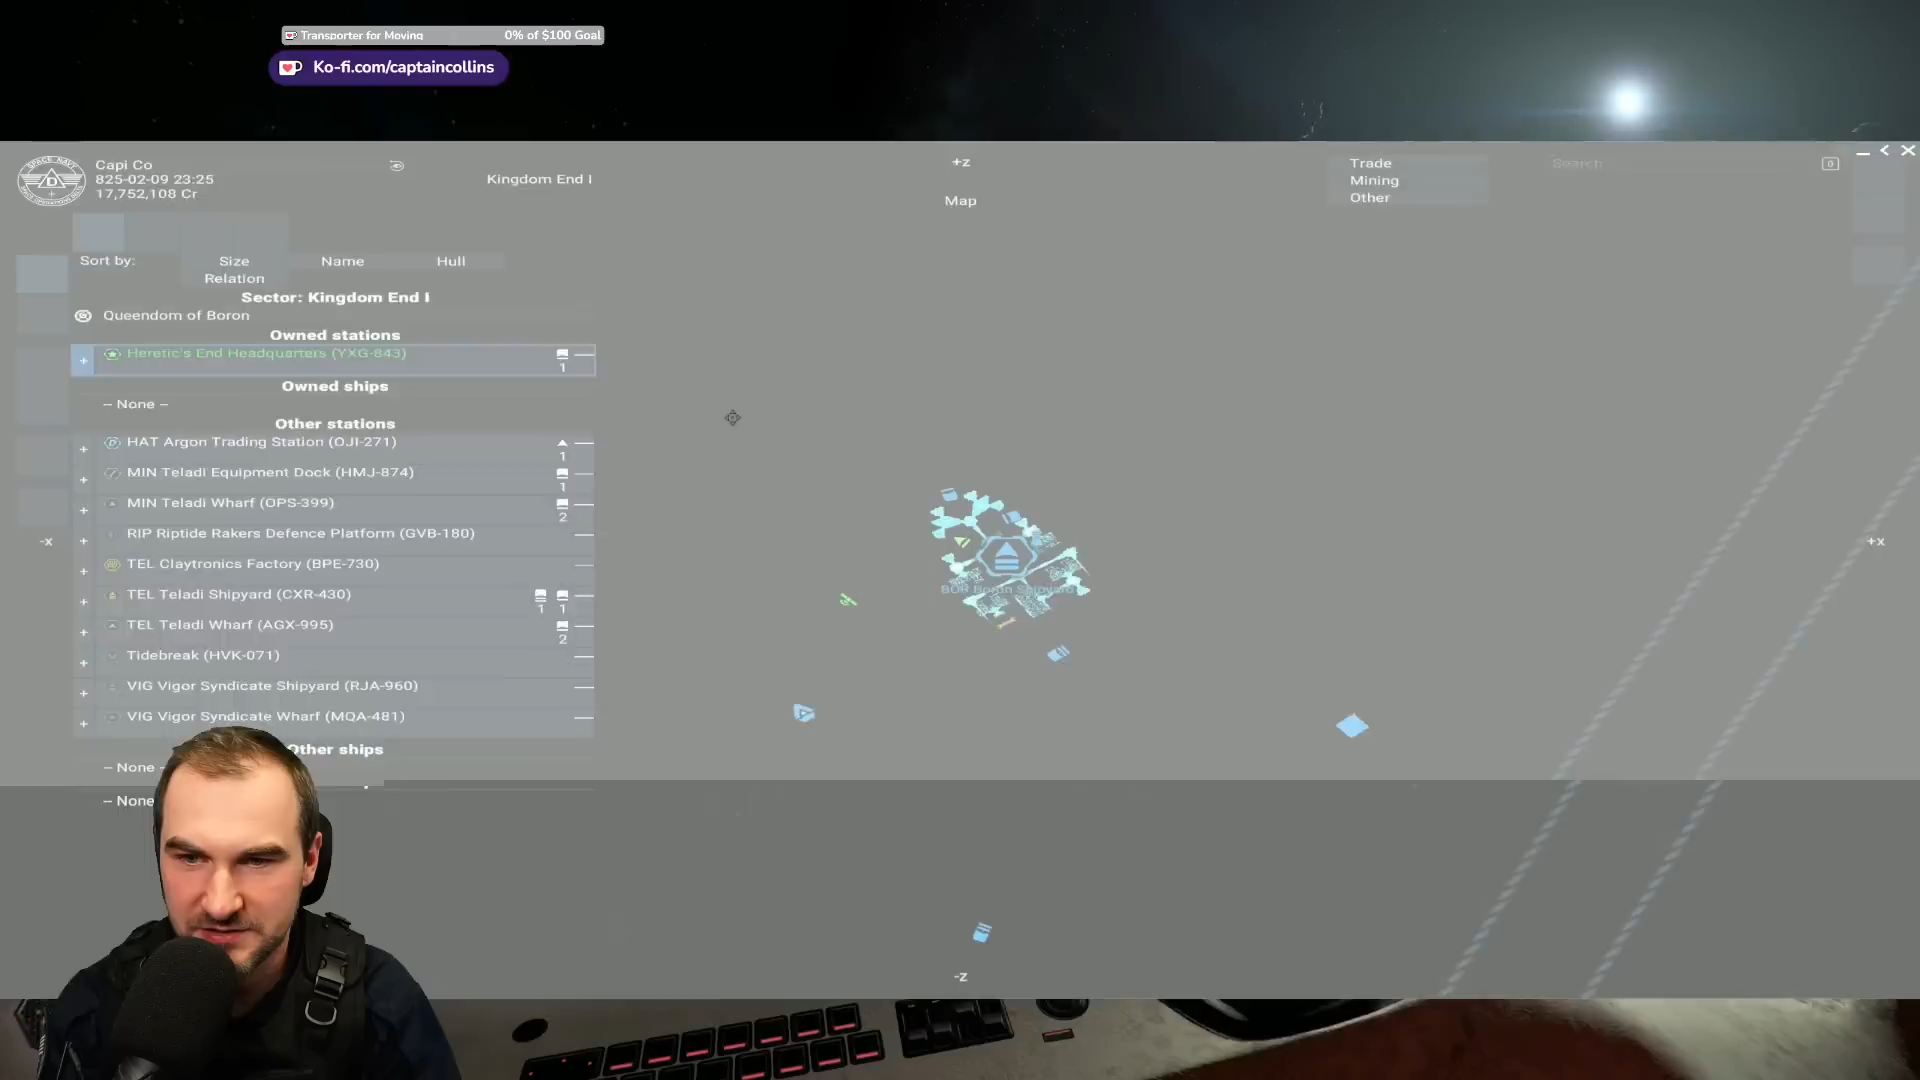 Transporter for Moving 0% of $100 Goal
Ko-fi.com/captaincollins
Capi Co
825-02-09 23:25
17,752,108 Cr
Kingdom End I
+z
Map
Trade
Mining
Other
Search
Sort by: Size Name Hull
Relation
Sector: Kingdom End I
Queendom of Boron
Owned stations
+ Heretic's End Headquarters (YXG-843)
1
Owned ships
-- None --
Other stations
+ HAT Argon Trading Station (OJI-271)
1
+ MIN Teladi Equipment Dock (HMJ-874)
1
+ MIN Teladi Wharf (OPS-399)
2
+ RIP Riptide Rakers Defence Platform (GVB-180)
+ TEL Claytronics Factory (BPE-730)
+ TEL Teladi Shipyard (CXR-430)
1 1
+ TEL Teladi Wharf (AGX-995)
2
+ Tidebreak (HVK-071)
+ VIG Vigor Syndicate Shipyard (RJA-960)
+ VIG Vigor Syndicate Wharf (MQA-481)
Other ships
-- None
-- None
-x
+x
BOR Boron Shipyard
-z